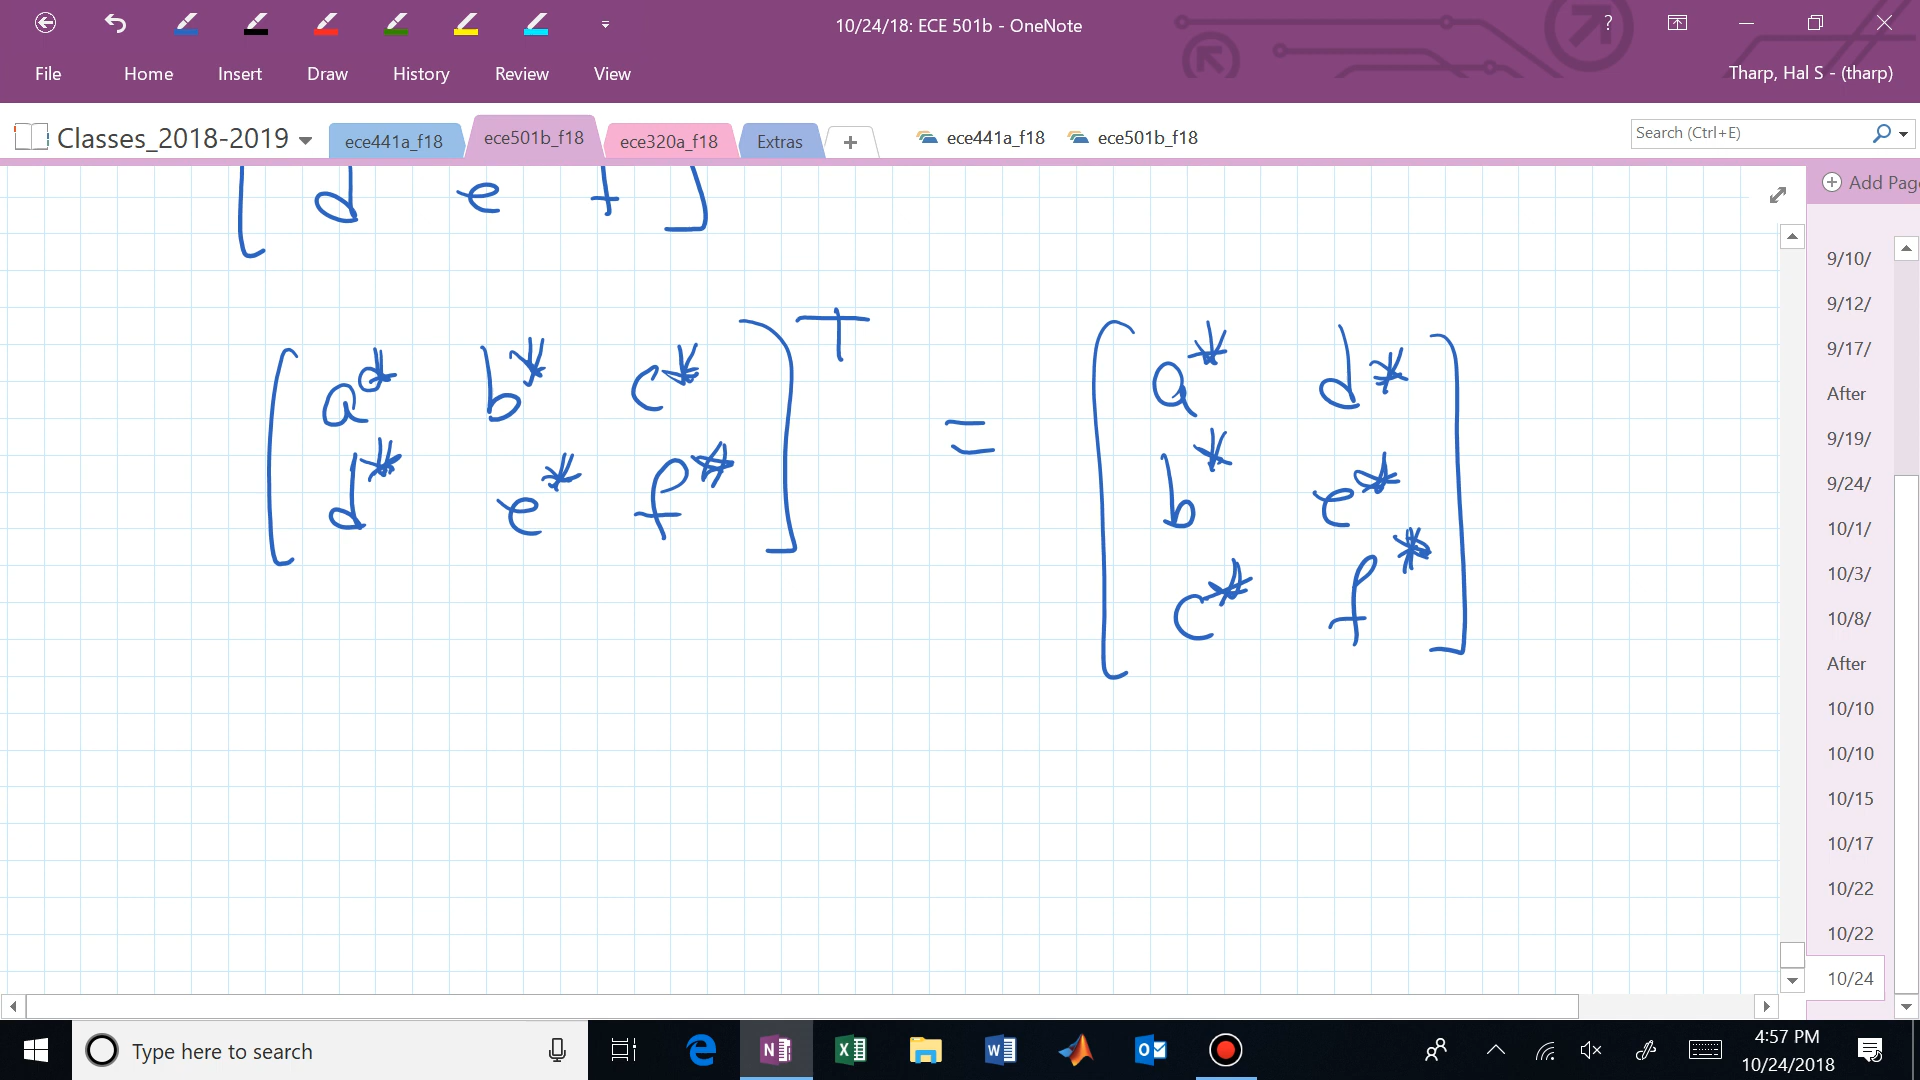 10/24/18: ECE 501b - OneNote
?
File Home Insert Draw History Review View
Tharp, Hal S - (tharp)
Classes_2018-2019
ece441a_f18 ece501b_f18 ece320a_f18 Extras + ece441a_f18 ece501b_f18
Search (Ctrl+E)
Add Pag
d e f
[ a* b* c* ]ᵀ = [ a* d* ]
d* e* f* b* e*
c* f*
9/10/
9/12/
9/17/
After
9/19/
9/24/
10/1/
10/3/
10/8/
After
10/10
10/10
10/15
10/17
10/22
10/22
10/24
Type here to search
4:57 PM
10/24/2018